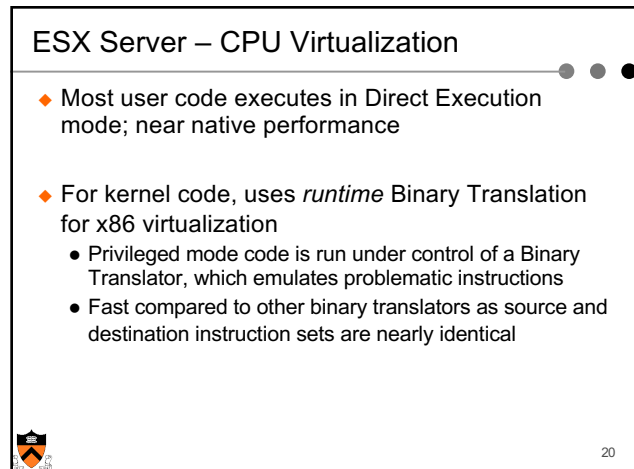 ESX Server – CPU Virtualization
Most user code executes in Direct Execution
mode; near native performance
For kernel code, uses runtime Binary Translation
for x86 virtualization
Privileged mode code is run under control of a Binary
Translator, which emulates problematic instructions
Fast compared to other binary translators as source and
destination instruction sets are nearly identical
20